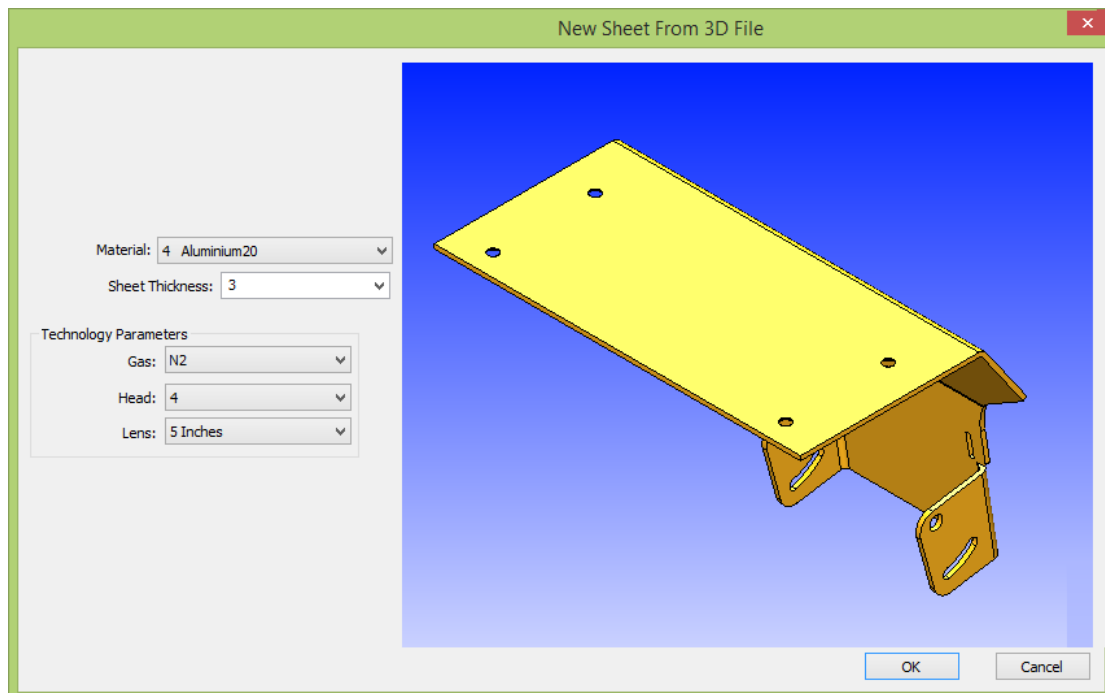 New Sheet From 3D File
Material: 4 Aluminium20
Sheet Thickness: 3
Technology Parameters
Gas: N2
Head: 4
Lens: 5 Inches
OK Cancel